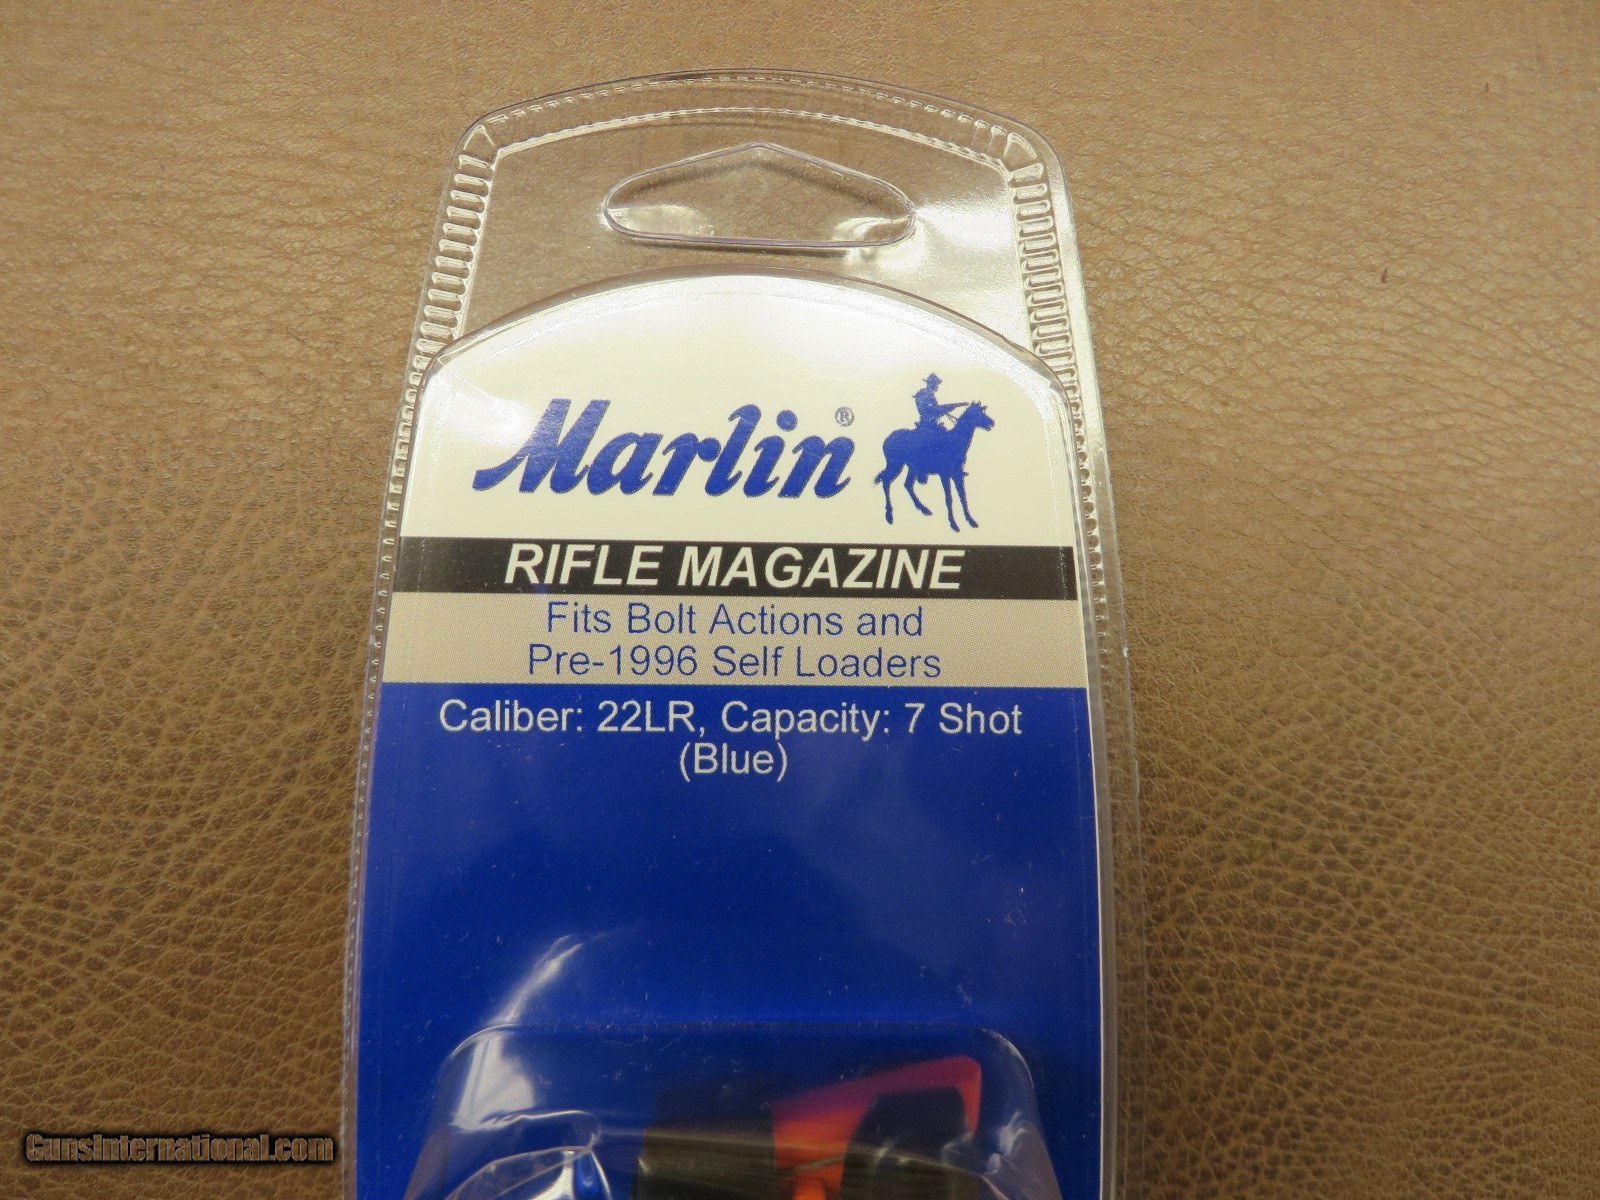 Marlin®
RIFLE MAGAZINE
Fits Bolt Actions and
Pre-1996 Self Loaders
Caliber: 22LR, Capacity: 7 Shot
(Blue)
GunsInternational.com